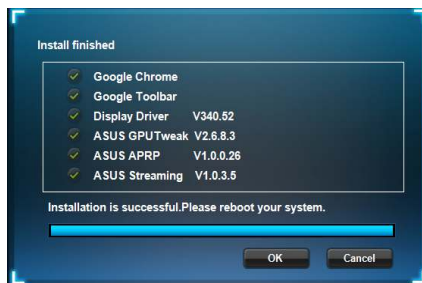 Install finished
Google Chrome
Google Toolbar
Display Driver V340.52
ASUS GPUTweak V2.6.8.3
ASUS APRP V1.0.0.26
ASUS Streaming V1.0.3.5
Installation is successful.Please reboot your system.
OK Cancel